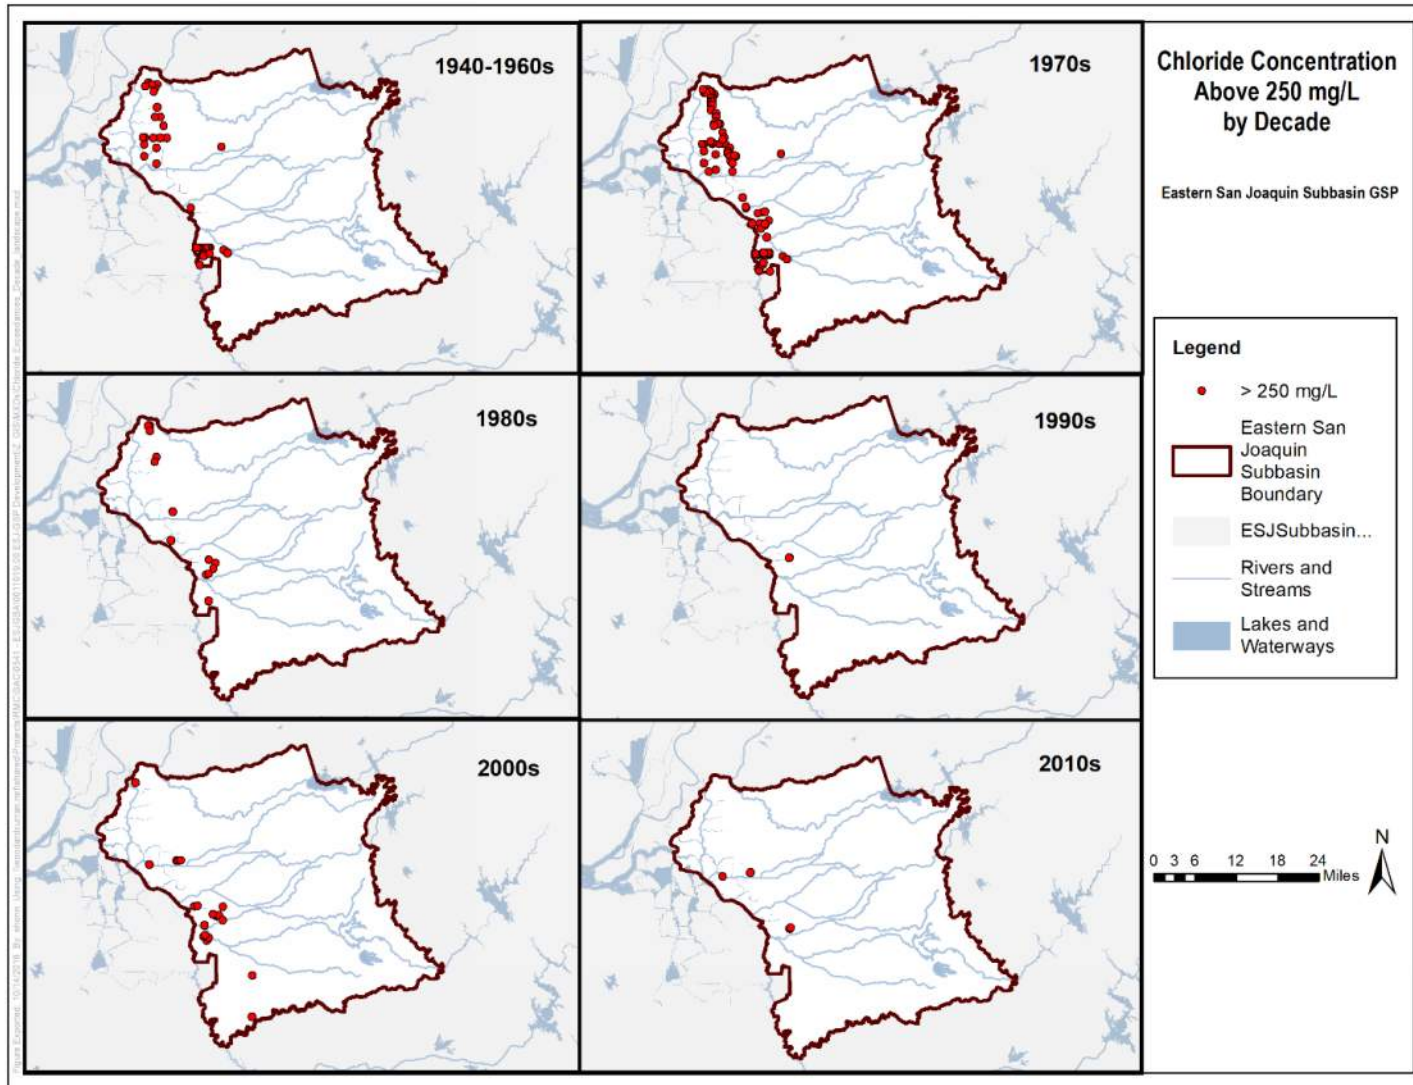 1940-1960s
1970s
1980s
1990s
2000s
2010s
Chloride Concentration
Above 250 mg/L
by Decade
Eastern San Joaquin Subbasin GSP
Legend
> 250 mg/L
Eastern San
Joaquin
Subbasin
Boundary
ESJSubbasin...
Rivers and
Streams
Lakes and
Waterways
N
0 3 6 12 18 24
Miles